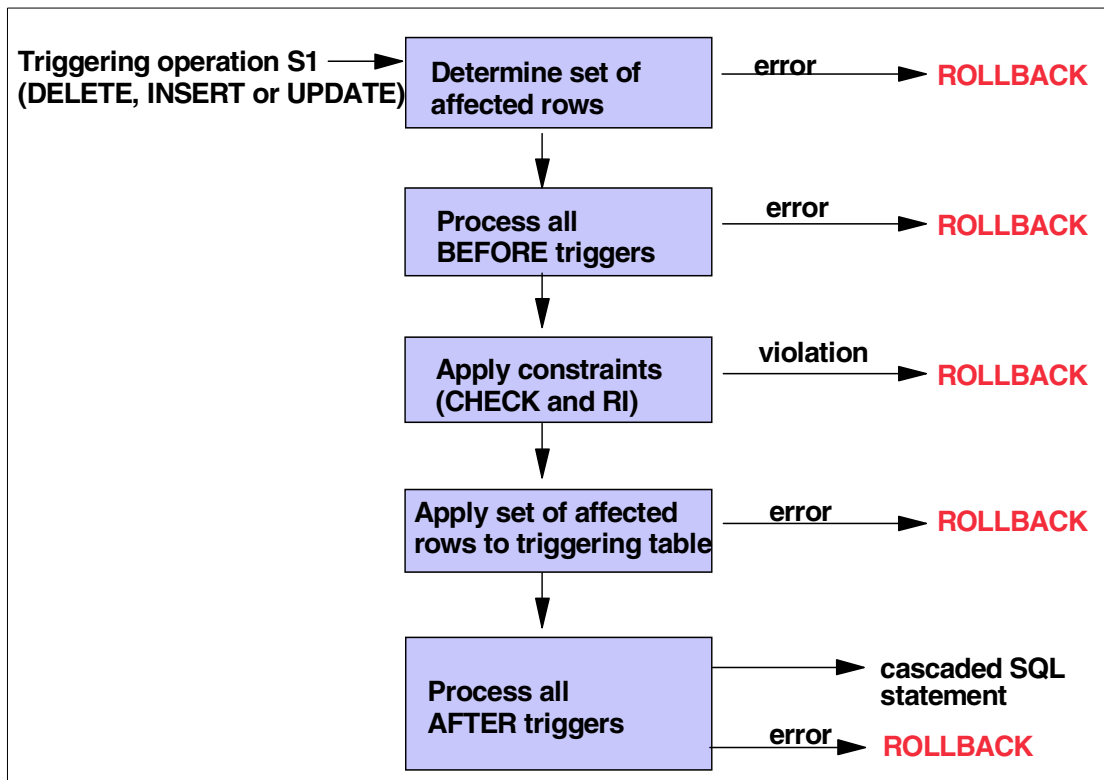 Triggering operation S1
(DELETE, INSERT or UPDATE)
Determine set of
affected rows
error
ROLLBACK
Process all
BEFORE triggers
error
ROLLBACK
Apply constraints
(CHECK and RI)
violation
ROLLBACK
Apply set of affected
rows to triggering table
error
ROLLBACK
Process all
AFTER triggers
cascaded SQL
statement
error
ROLLBACK